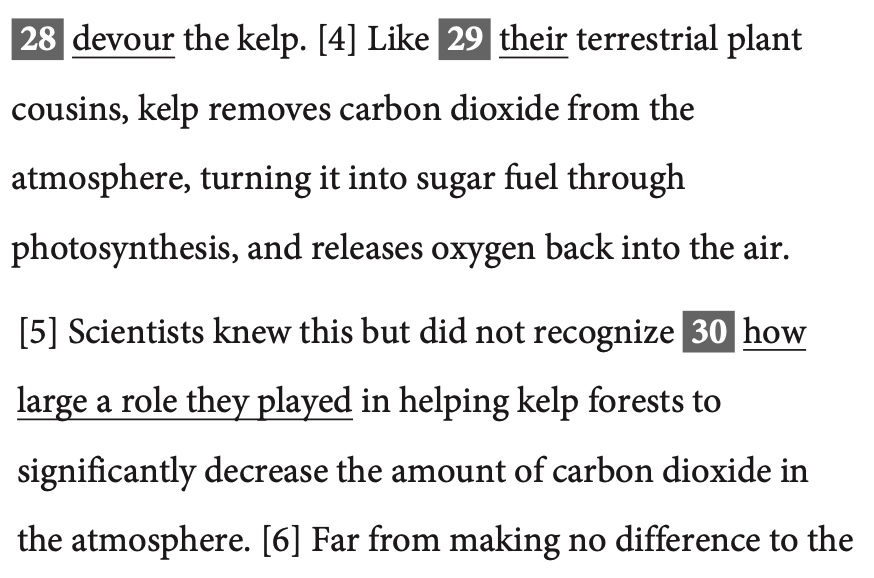 28 devour the kelp. [4] Like 29 their terrestrial plant
cousins, kelp removes carbon dioxide from the
atmosphere, turning it into sugar fuel through
photosynthesis, and releases oxygen back into the air.
[5] Scientists knew this but did not recognize 30 how
large a role they played in helping kelp forests to
significantly decrease the amount of carbon dioxide in
the atmosphere. [6] Far from making no difference to the